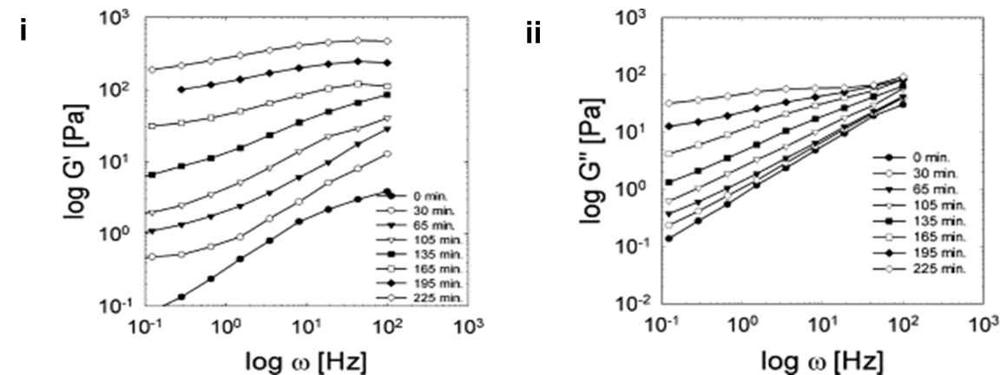 i
10³
10²
10¹
10⁰
10⁻¹
log G' [Pa]
0 min.
30 min.
65 min.
105 min.
135 min.
165 min.
195 min.
225 min.
10⁻¹ 10⁰ 10¹ 10² 10³
log ω [Hz]
ii
10³
10²
10¹
10⁰
10⁻¹
10⁻²
log G" [Pa]
0 min.
30 min.
65 min.
105 min.
135 min.
165 min.
195 min.
225 min.
10⁻¹ 10⁰ 10¹ 10² 10³
log ω [Hz]